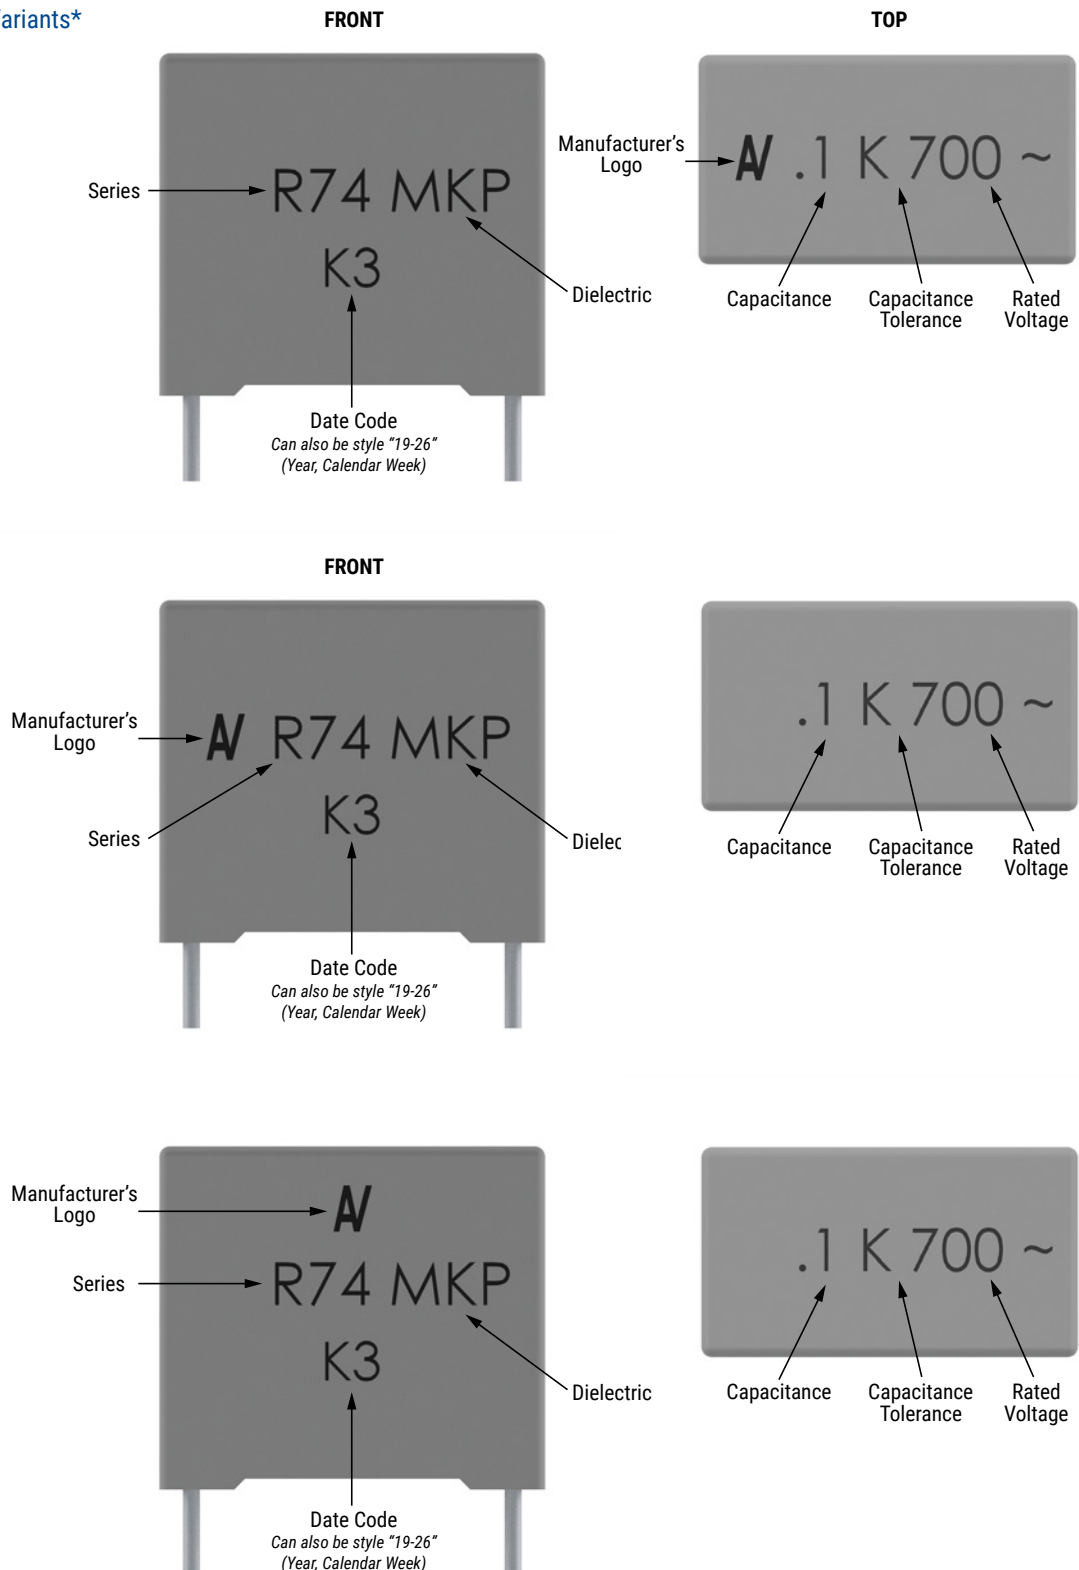 ariants*
FRONT
TOP
Manufacturer's
Logo
Series
R74 MKP
K3
Dielectric
Date Code
Can also be style “19-26”
(Year, Calendar Week)
.1 K 700 ~
Capacitance
Capacitance
Tolerance
Rated
Voltage
FRONT
Manufacturer's
Logo
R74 MKP
Series
K3
Dielec
Date Code
Can also be style “19-26”
(Year, Calendar Week)
.1 K 700 ~
Capacitance
Capacitance
Tolerance
Rated
Voltage
Manufacturer's
Logo
Series
R74 MKP
K3
Dielectric
Date Code
Can also be style “19-26”
(Year, Calendar Week)
.1 K 700 ~
Capacitance
Capacitance
Tolerance
Rated
Voltage